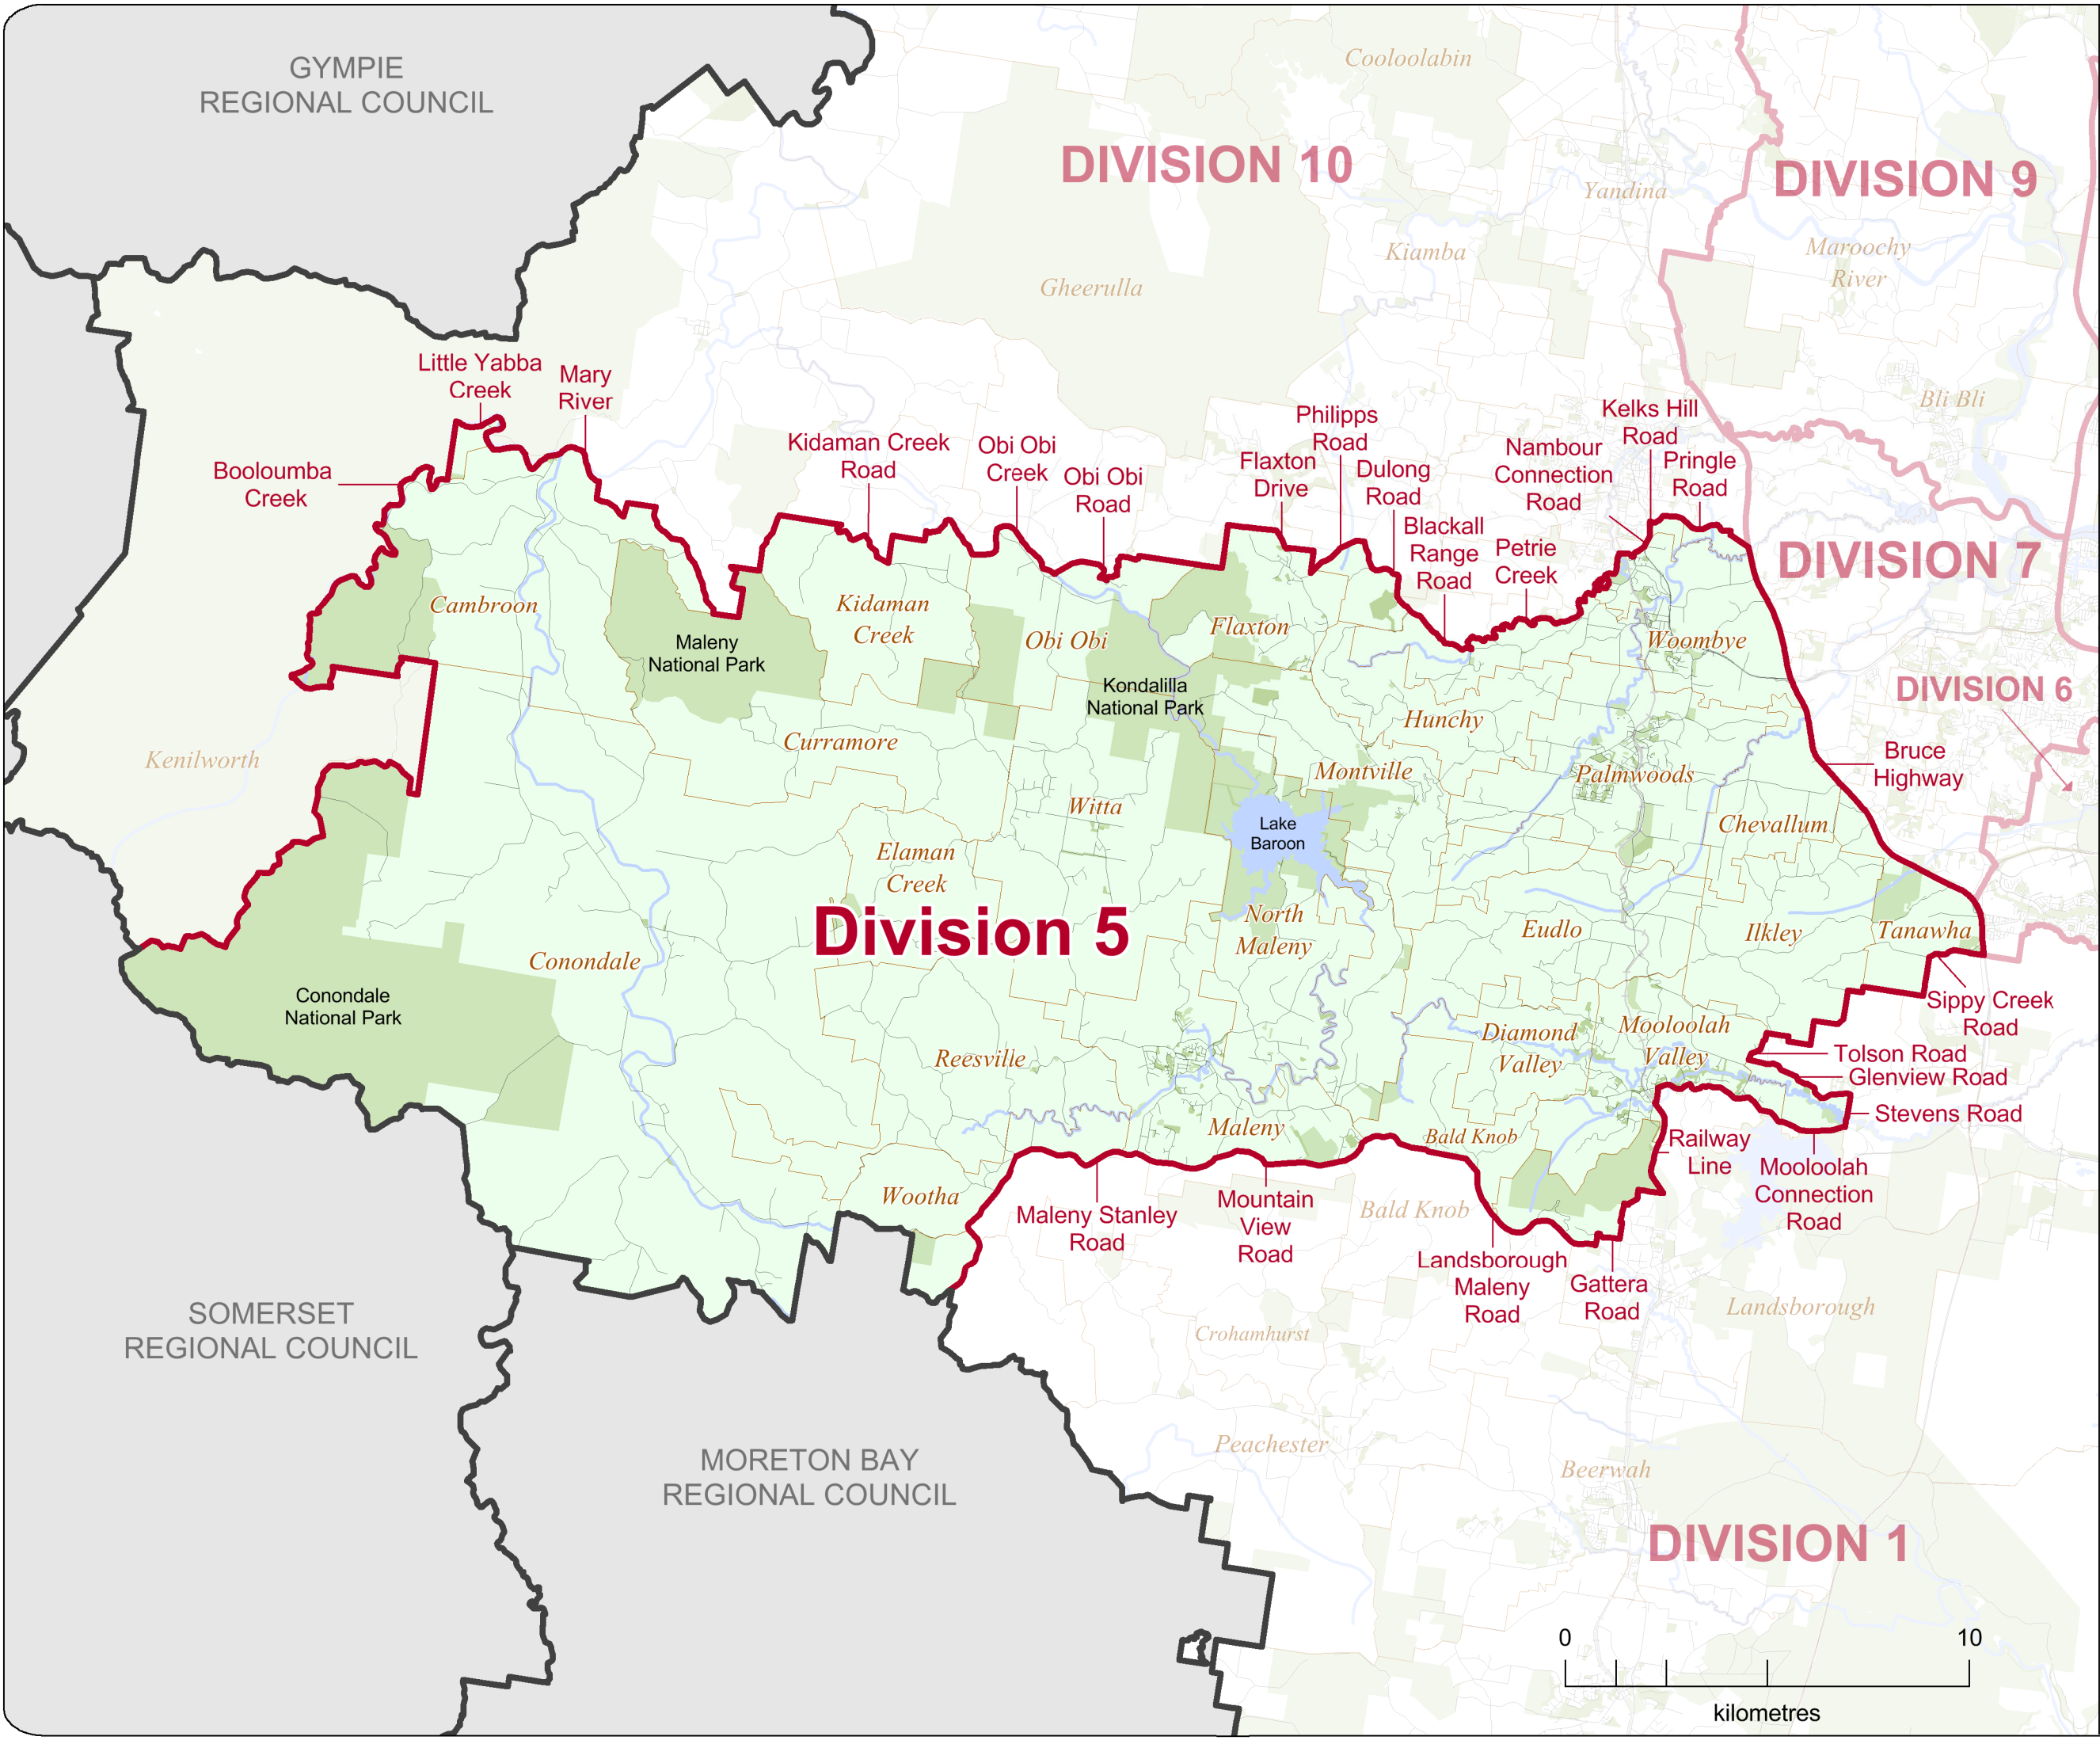 GYMPIE
REGIONAL COUNCIL
Cooloolabin
DIVISION 10
DIVISION 9
Yandina
Kiamba
Maroochy
River
Gheerulla
Bli Bli
Little Yabba
Creek
Mary
River
Booloumba
Creek
Kidaman Creek
Road
Obi Obi
Creek
Obi Obi
Road
Flaxton
Drive
Philipps
Road
Dulong
Road
Blackall
Range
Road
Petrie
Creek
Nambour
Connection
Road
Kelks Hill
Road
Pringle
Road
DIVISION 7
DIVISION 6
Cambroon
Maleny
National Park
Kidaman
Creek
Obi Obi
Flaxton
Woombye
Kondalilla
National Park
Hunchy
Kenilworth
Curramore
Montville
Palmwoods
Bruce
Highway
Witta
Lake
Baroon
Chevallum
Elaman
Creek
Division 5
North
Maleny
Eudlo
Ilkley
Tanawha
Conondale
Conondale
National Park
Sippy Creek
Road
Diamond
Valley
Mooloolah
Valley
Reesville
Tolson Road
Glenview Road
Stevens Road
Maleny
Bald Knob
Railway
Line
Mooloolah
Connection
Road
Wootha
Maleny Stanley
Road
Mountain
View
Road
Bald Knob
Landsborough
Maleny
Road
Gattera
Road
Landsborough
SOMERSET
REGIONAL COUNCIL
Crohamhurst
MORETON BAY
REGIONAL COUNCIL
Peachester
Beerwah
DIVISION 1
0 10
kilometres